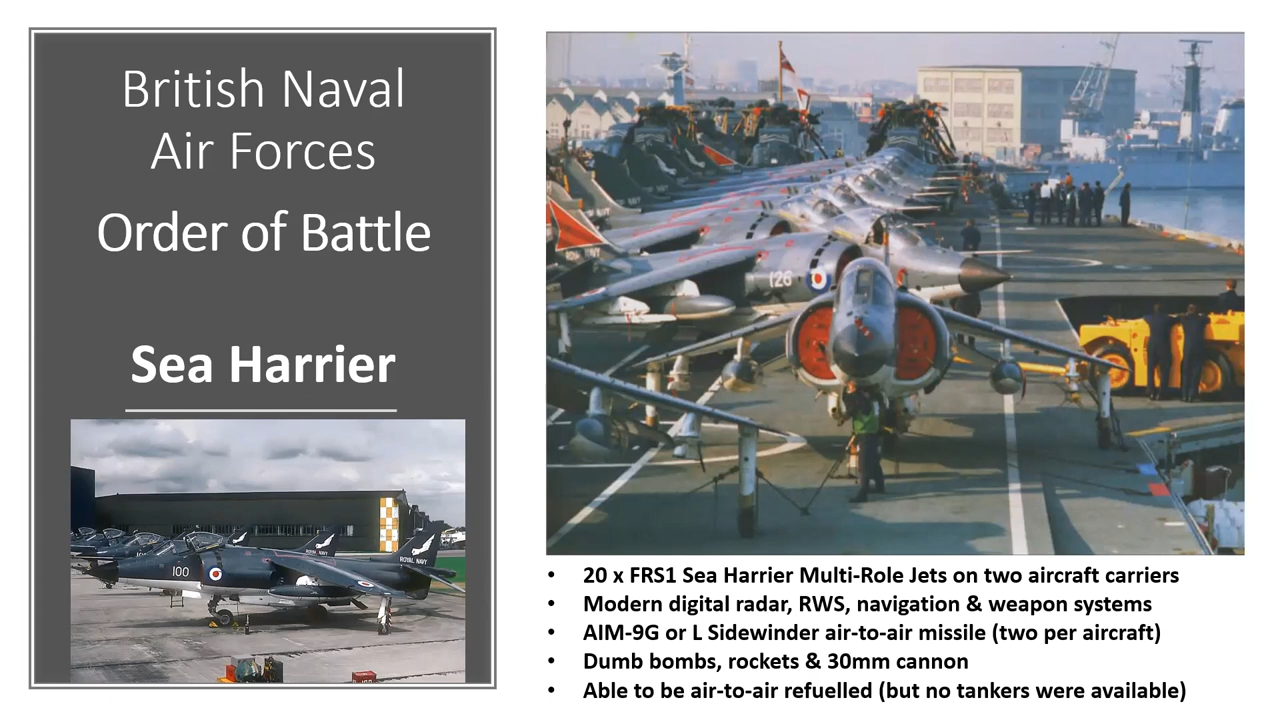 British Naval
Air Forces
Order of Battle
Sea Harrier
100
ROYAL NAVY
ROYAL NAVY
126
• 20 x FRS1 Sea Harrier Multi-Role Jets on two aircraft carriers
• Modern digital radar, RWS, navigation & weapon systems
• AIM-9G or L Sidewinder air-to-air missile (two per aircraft)
• Dumb bombs, rockets & 30mm cannon
• Able to be air-to-air refuelled (but no tankers were available)